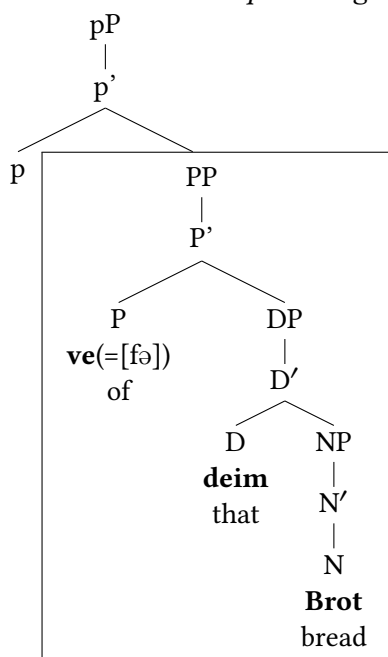 pP
p’
p
PP
P’
P DP
ve(=[fə])
of
D′
D NP
deim
that
N′
N
Brot
bread